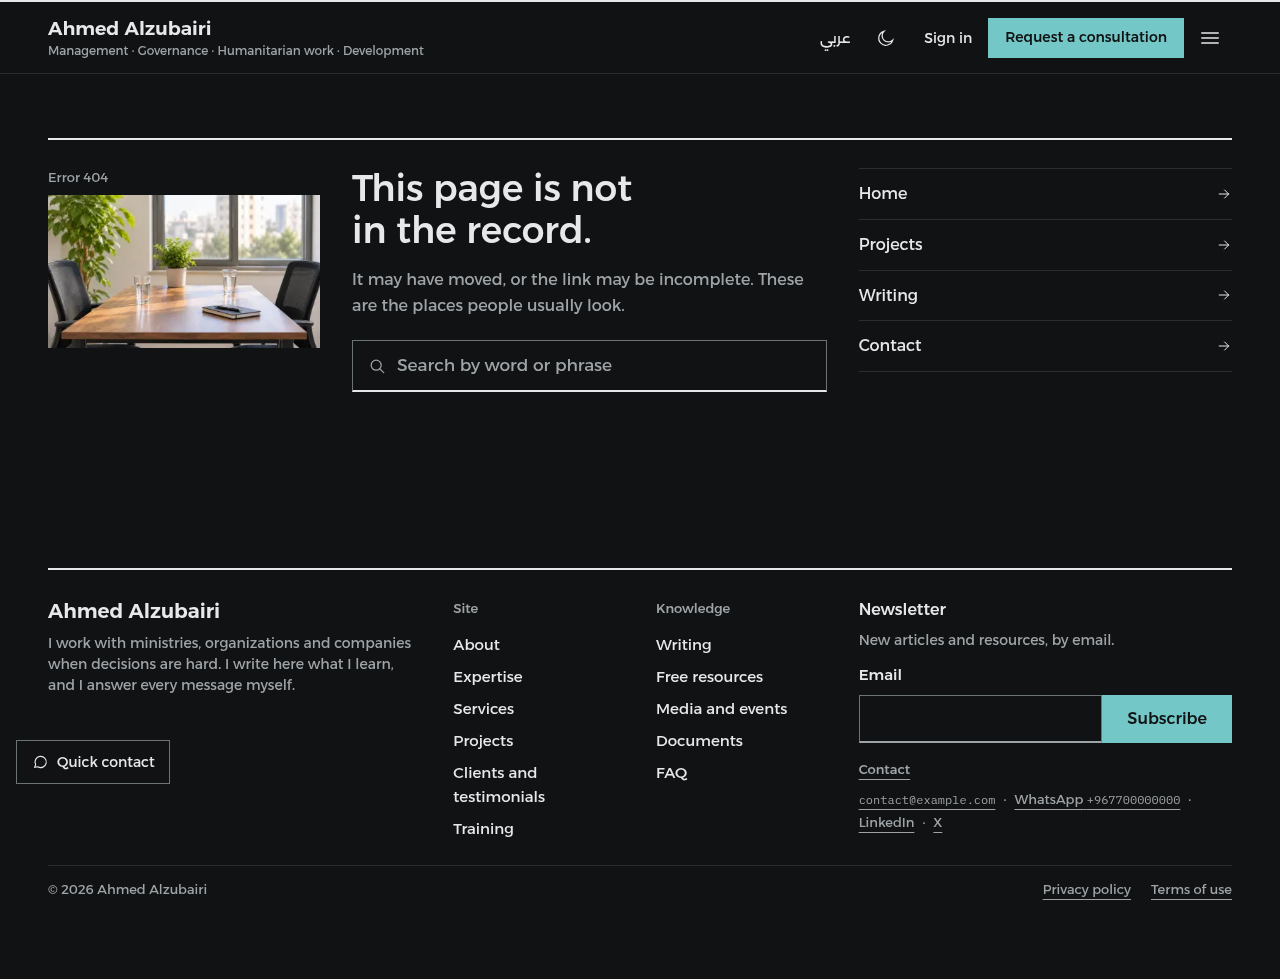 Ahmed Alzubairi
Management · Governance · Humanitarian work · Development
عربي
Sign in
Request a consultation
Error 404
This page is not
in the record.
It may have moved, or the link may be incomplete. These
are the places people usually look.
Search by word or phrase
Home
Projects
Writing
Contact
Ahmed Alzubairi
I work with ministries, organizations and companies
when decisions are hard. I write here what I learn,
and I answer every message myself.
Quick contact
Site
About
Expertise
Services
Projects
Clients and
testimonials
Training
Knowledge
Writing
Free resources
Media and events
Documents
FAQ
Newsletter
New articles and resources, by email.
Email
Subscribe
Contact
contact@example.com · WhatsApp +967700000000 ·
LinkedIn · X
© 2026 Ahmed Alzubairi
Privacy policy
Terms of use